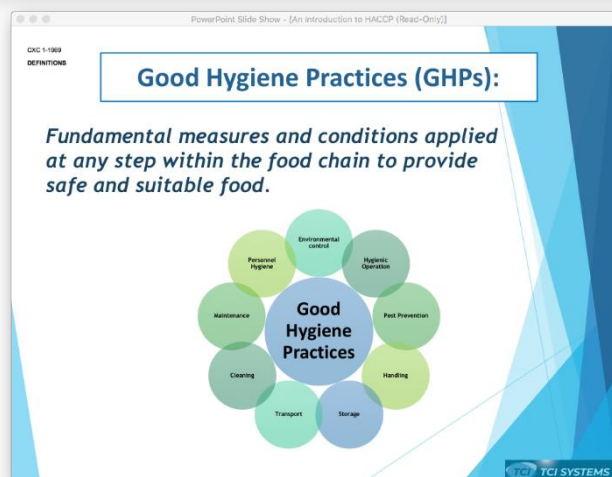 PowerPoint Slide Show - [An introduction to HACCP (Read-Only)]
CXC 1-1969
DEFINITIONS
Good Hygiene Practices (GHPs):
Fundamental measures and conditions applied
at any step within the food chain to provide
safe and suitable food.
Environmental
control
Personnel
Hygiene
Hygienic
Operation
Maintenance
Good
Hygiene
Practices
Pest Prevention
Cleaning
Handling
Transport
Storage
TCI TCI SYSTEMS